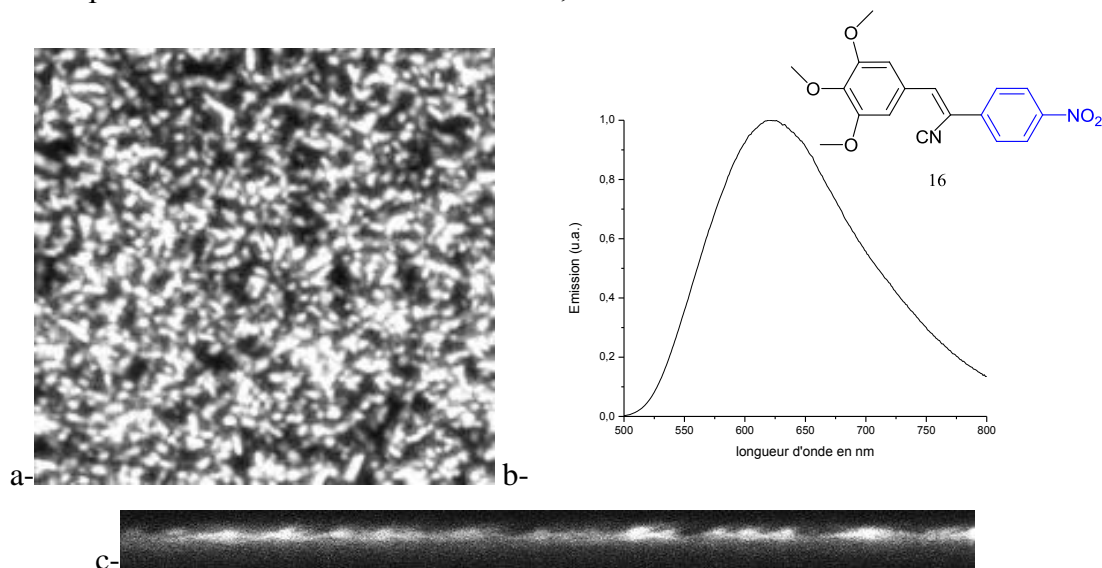 O
O
O
CN
NO2
16
1,0
0,8
0,6
0,4
0,2
0,0
Emission (u.a.)
500 550 600 650 700 750 800
longueur d'onde en nm
a- b-
c-